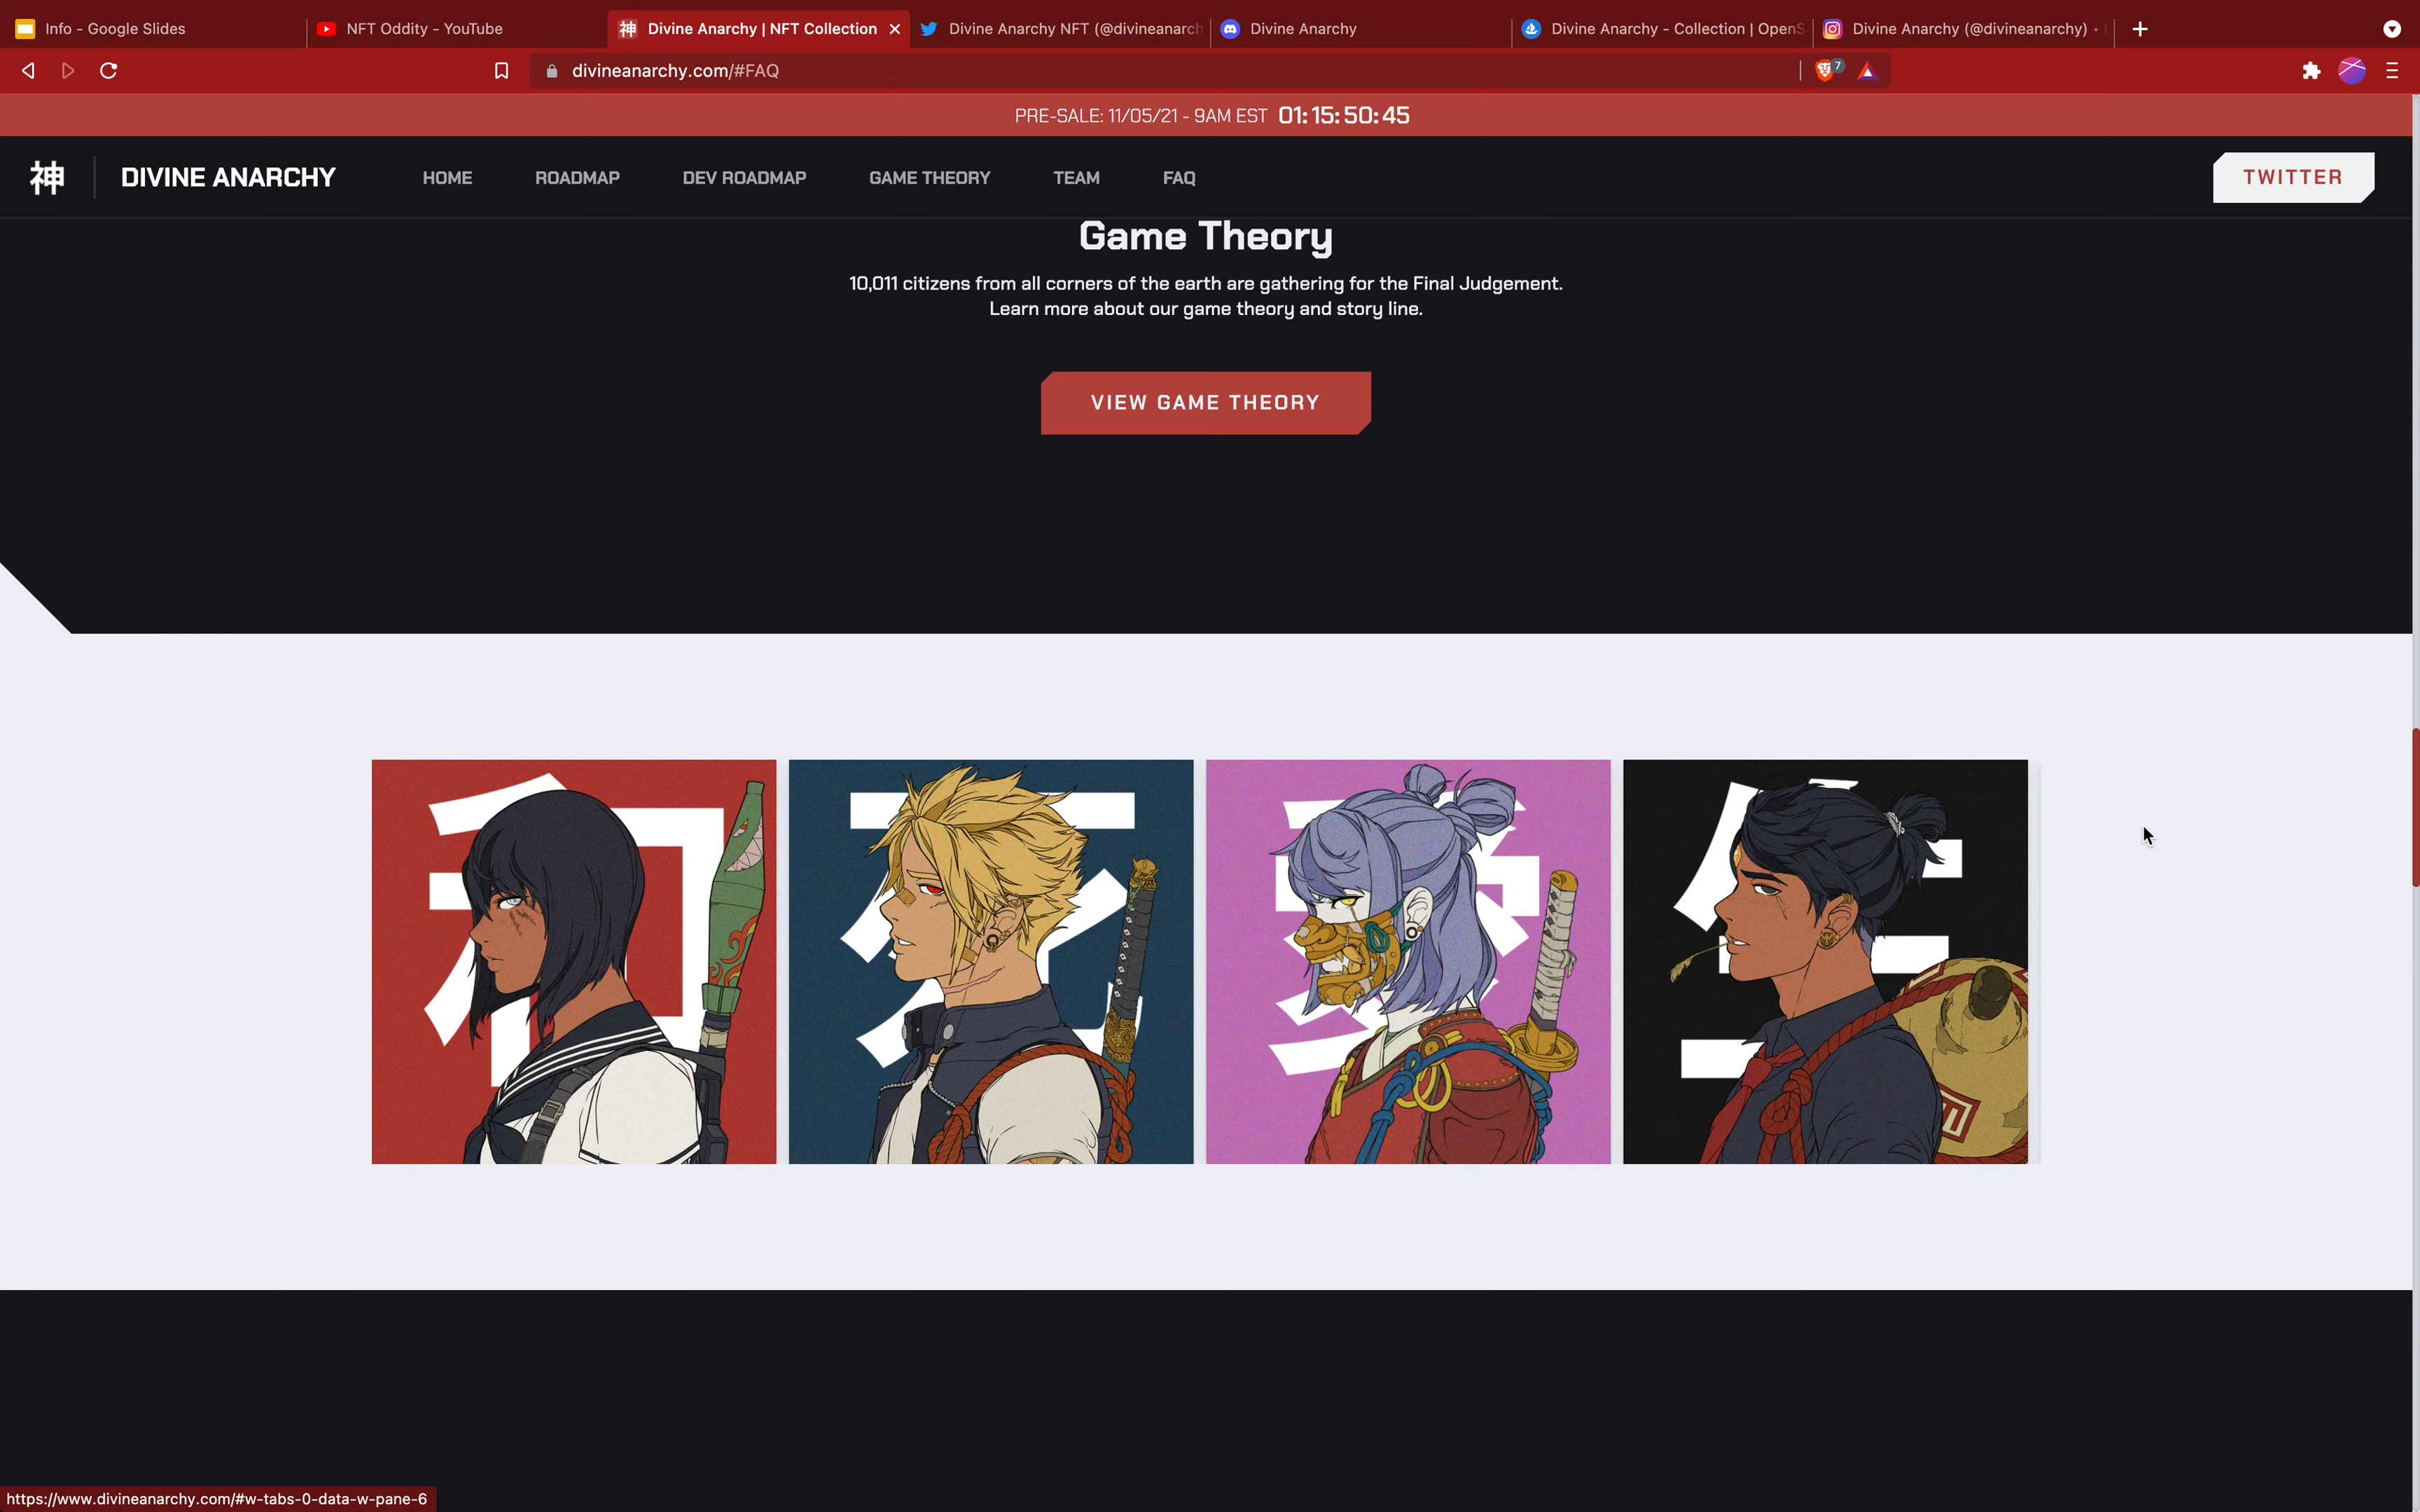 Info - Google Slides
NFT Oddity - YouTube
神 Divine Anarchy | NFT Collection
Divine Anarchy NFT (@divineanarch
Divine Anarchy
Divine Anarchy - Collection | OpenS
Divine Anarchy (@divineanarchy) •
divineanarchy.com/#FAQ
7
PRE-SALE: 11/05/21 - 9AM EST 01:15:50:45
神 DIVINE ANARCHY
HOME
ROADMAP
DEV ROADMAP
GAME THEORY
TEAM
FAQ
TWITTER
Game Theory
10,011 citizens from all corners of the earth are gathering for the Final Judgement.
Learn more about our game theory and story line.
VIEW GAME THEORY
https://www.divineanarchy.com/#w-tabs-0-data-w-pane-6